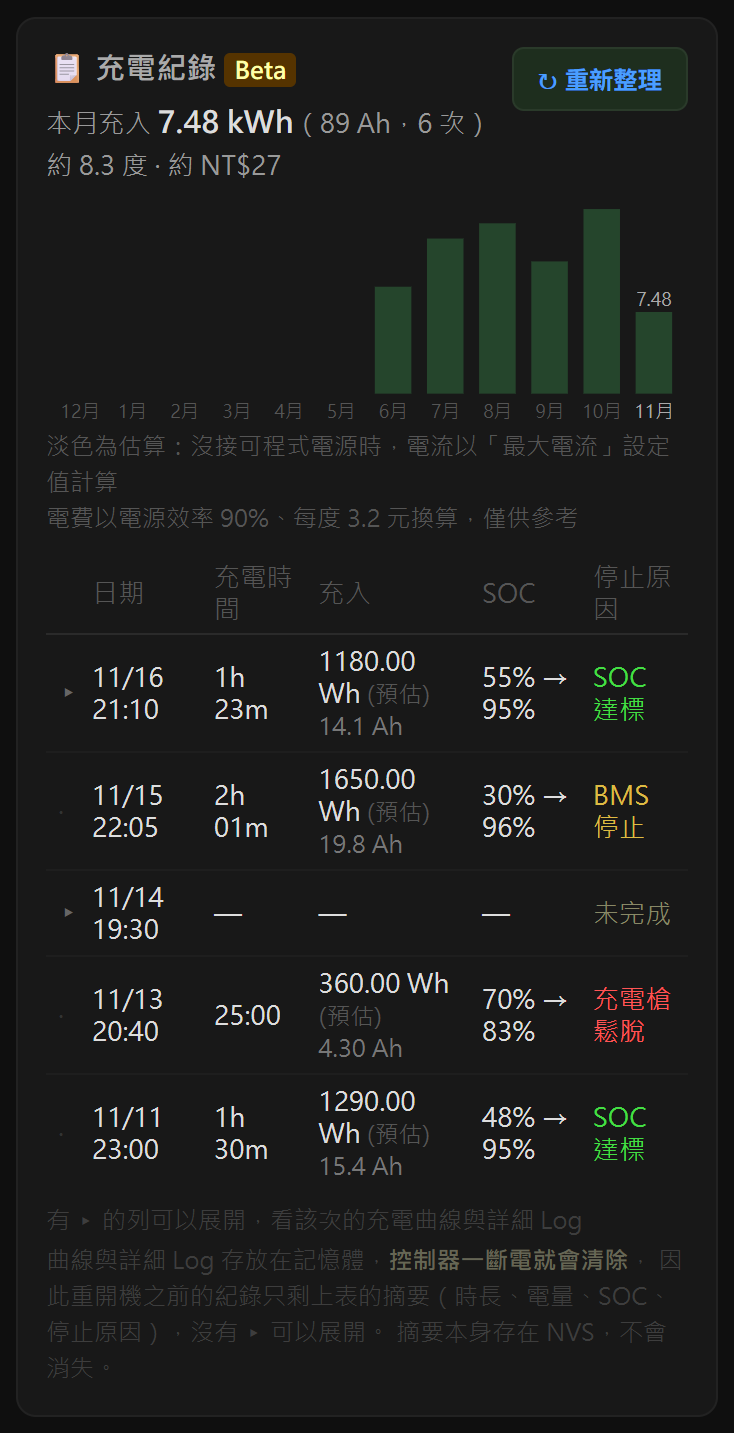 📋 充電紀錄 Beta
↻ 重新整理
本月充入 7.48 kWh ( 89 Ah，6 次 )
約 8.3 度 · 約 NT$27
7.48
12月 1月 2月 3月 4月 5月 6月 7月 8月 9月 10月 11月
淡色為估算：沒接可程式電源時，電流以「最大電流」設定
值計算
電費以電源效率 90%、每度 3.2 元換算，僅供參考
日期 充電時間 充入 SOC 停止原因
▸ 11/16 21:10 1h 23m 1180.00 Wh (預估) 14.1 Ah 55% → 95% SOC 達標
· 11/15 22:05 2h 01m 1650.00 Wh (預估) 19.8 Ah 30% → 96% BMS 停止
▸ 11/14 19:30 — — — 未完成
· 11/13 20:40 25:00 360.00 Wh (預估) 4.30 Ah 70% → 83% 充電槍鬆脫
· 11/11 23:00 1h 30m 1290.00 Wh (預估) 15.4 Ah 48% → 95% SOC 達標
有 ▸ 的列可以展開，看該次的充電曲線與詳細 Log
曲線與詳細 Log 存放在記憶體，控制器一斷電就會清除， 因
此重開機之前的紀錄只剩上表的摘要 ( 時長、電量、SOC、
停止原因 ) ，沒有 ▸ 可以展開。 摘要本身存在 NVS，不會
消失。